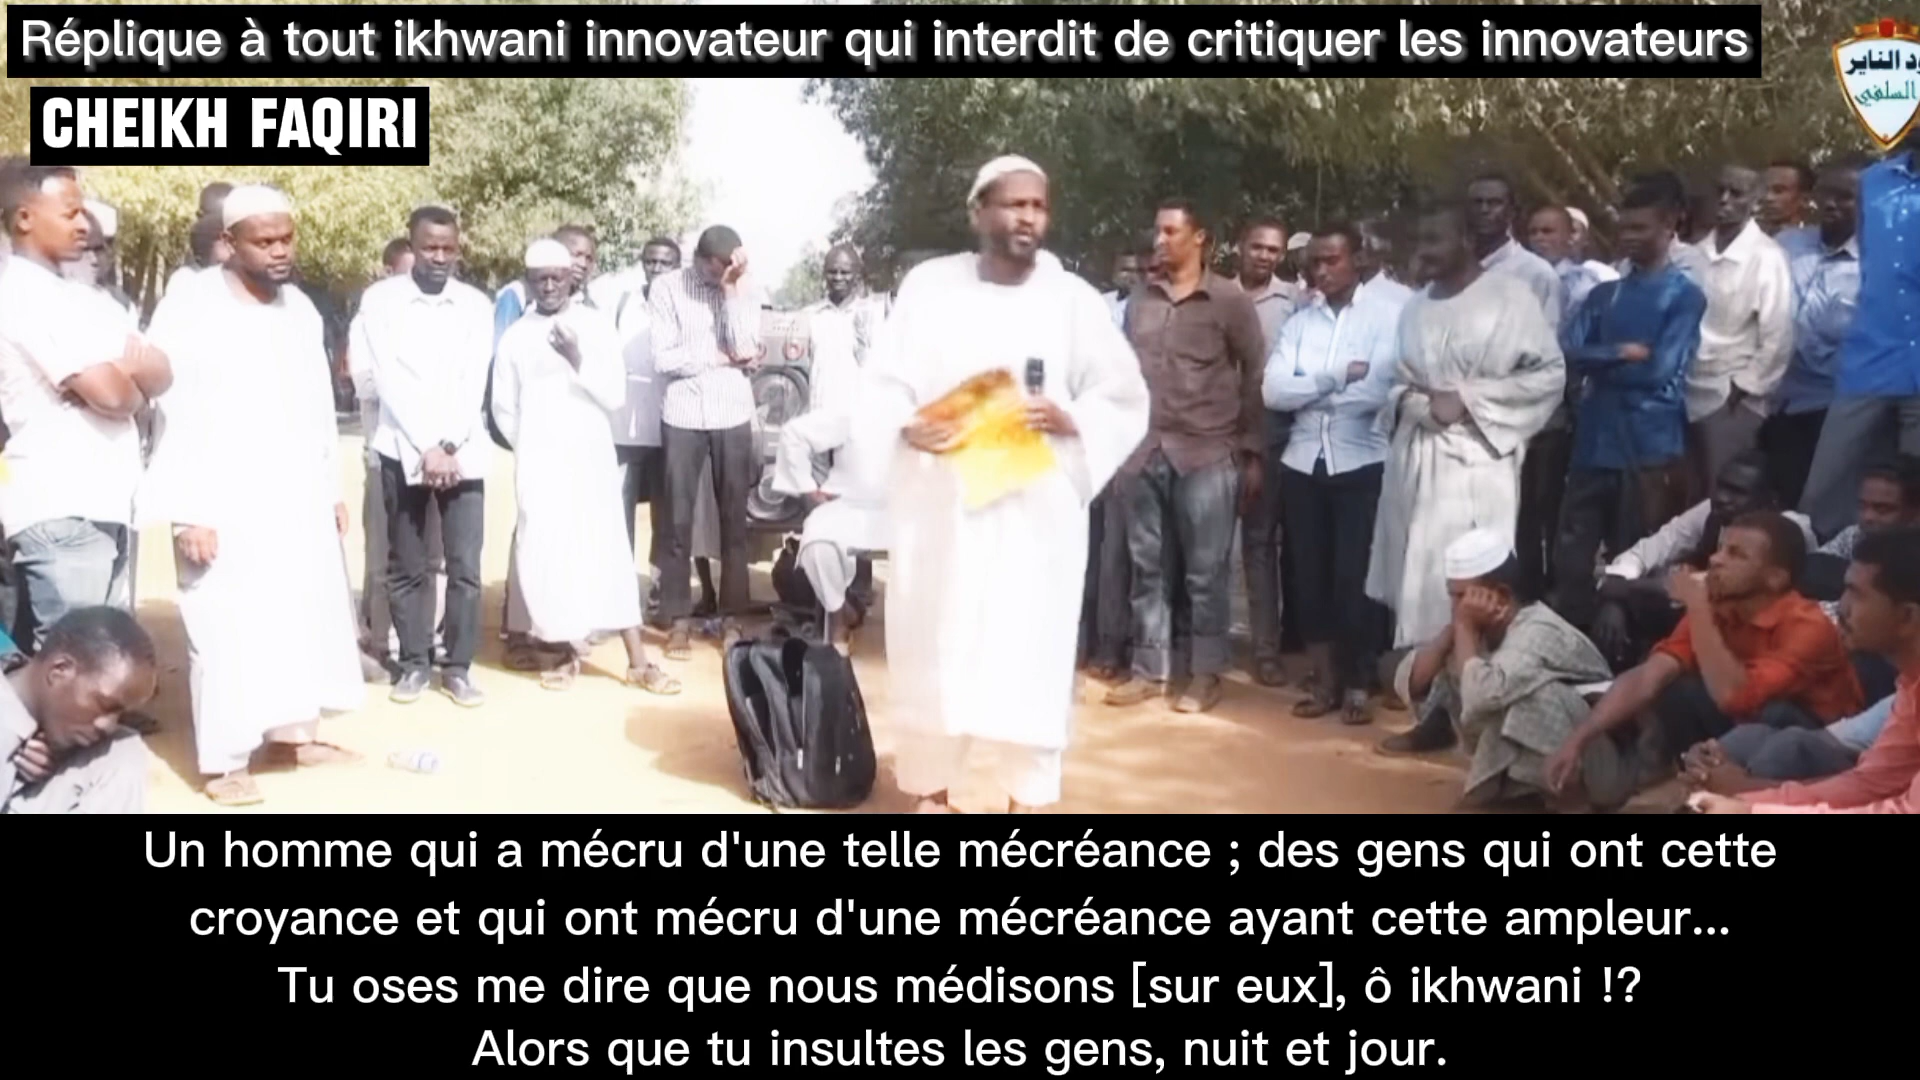 Réplique à tout ikhwani innovateur qui interdit de critiquer les innovateurs
CHEIKH FAQIRI
السلفي
Un homme qui a mécru d'une telle mécréance ; des gens qui ont cette
croyance et qui ont mécru d'une mécréance ayant cette ampleur...
Tu oses me dire que nous médisons [sur eux], ô ikhwani !?
Alors que tu insultes les gens, nuit et jour.